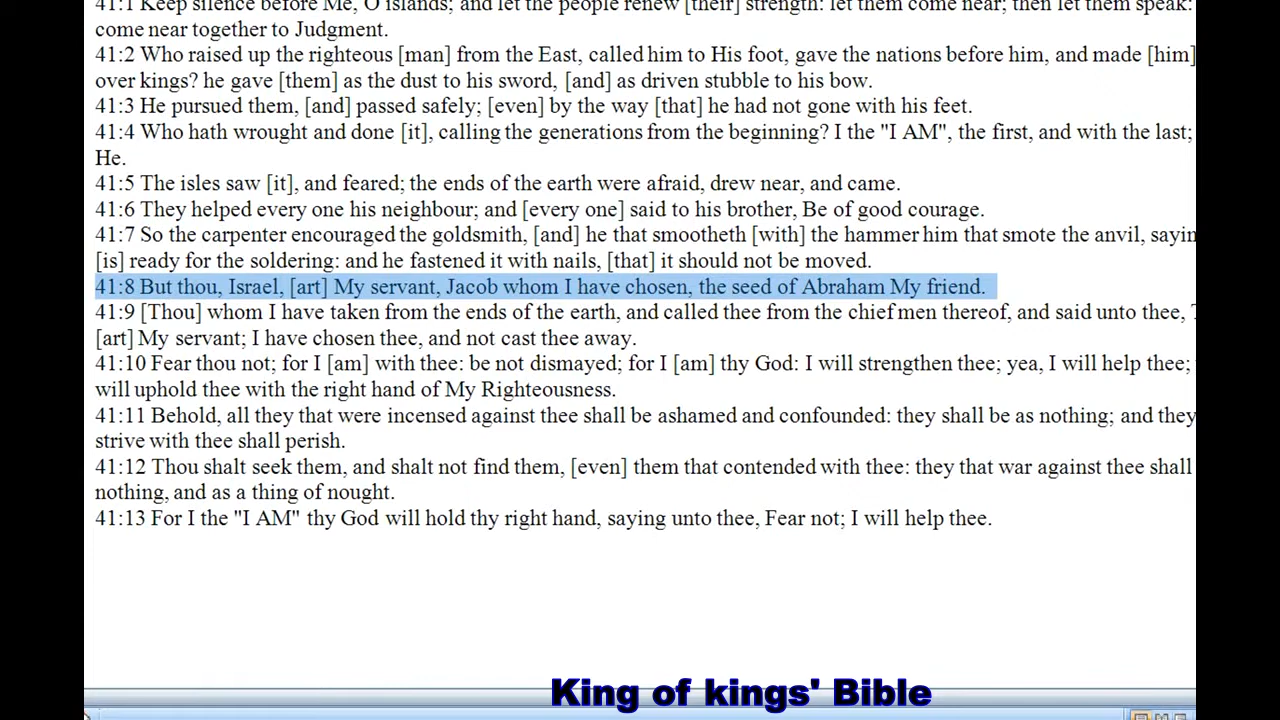 41:1 Keep silence before Me, O islands; and let the people renew [their] strength: let them come near; then let them speak:
come near together to Judgment.
41:2 Who raised up the righteous [man] from the East, called him to His foot, gave the nations before him, and made [him]
over kings? he gave [them] as the dust to his sword, [and] as driven stubble to his bow.
41:3 He pursued them, [and] passed safely; [even] by the way [that] he had not gone with his feet.
41:4 Who hath wrought and done [it], calling the generations from the beginning? I the "I AM", the first, and with the last;
He.
41:5 The isles saw [it], and feared; the ends of the earth were afraid, drew near, and came.
41:6 They helped every one his neighbour; and [every one] said to his brother, Be of good courage.
41:7 So the carpenter encouraged the goldsmith, [and] he that smootheth [with] the hammer him that smote the anvil,
[is] ready for the soldering: and he fastened it with nails, [that] it should not be moved.
41:8 But thou, Israel, [art] My servant, Jacob whom I have chosen, the seed of Abraham My friend.
41:9 [Thou] whom I have taken from the ends of the earth, and called thee from the chief men thereof, and said unto thee,
[art] My servant; I have chosen thee, and not cast thee away.
41:10 Fear thou not; for I [am] with thee: be not dismayed; for I [am] thy God: I will strengthen thee; yea, I will help thee;
will uphold thee with the right hand of My Righteousness.
41:11 Behold, all they that were incensed against thee shall be ashamed and confounded: they shall be as nothing; and they
strive with thee shall perish.
41:12 Thou shalt seek them, and shalt not find them, [even] them that contended with thee: they that war against thee shall
nothing, and as a thing of nought.
41:13 For I the "I AM" thy God will hold thy right hand, saying unto thee, Fear not; I will help thee.
King of kings' Bible